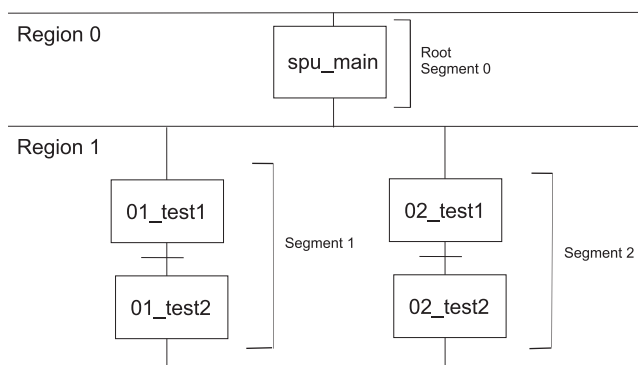 Region 0
spu_main
Root
Segment 0
Region 1
01_test1
02_test1
Segment 1
Segment 2
01_test2
02_test2